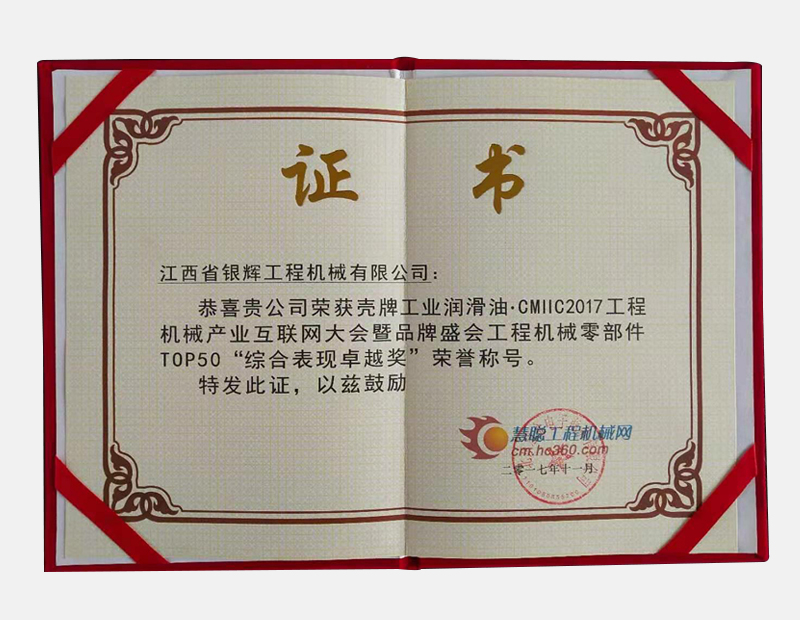 证 书
江西省银辉工程机械有限公司：
恭喜贵公司荣获壳牌工业润滑油·CMIIC2017工程
机械产业互联网大会暨品牌盛会工程机械零部件
TOP50“综合表现卓越奖”荣誉称号。
特发此证，以兹鼓励
慧聪工程机械网
cm.hc360.com
二零一七年十一月